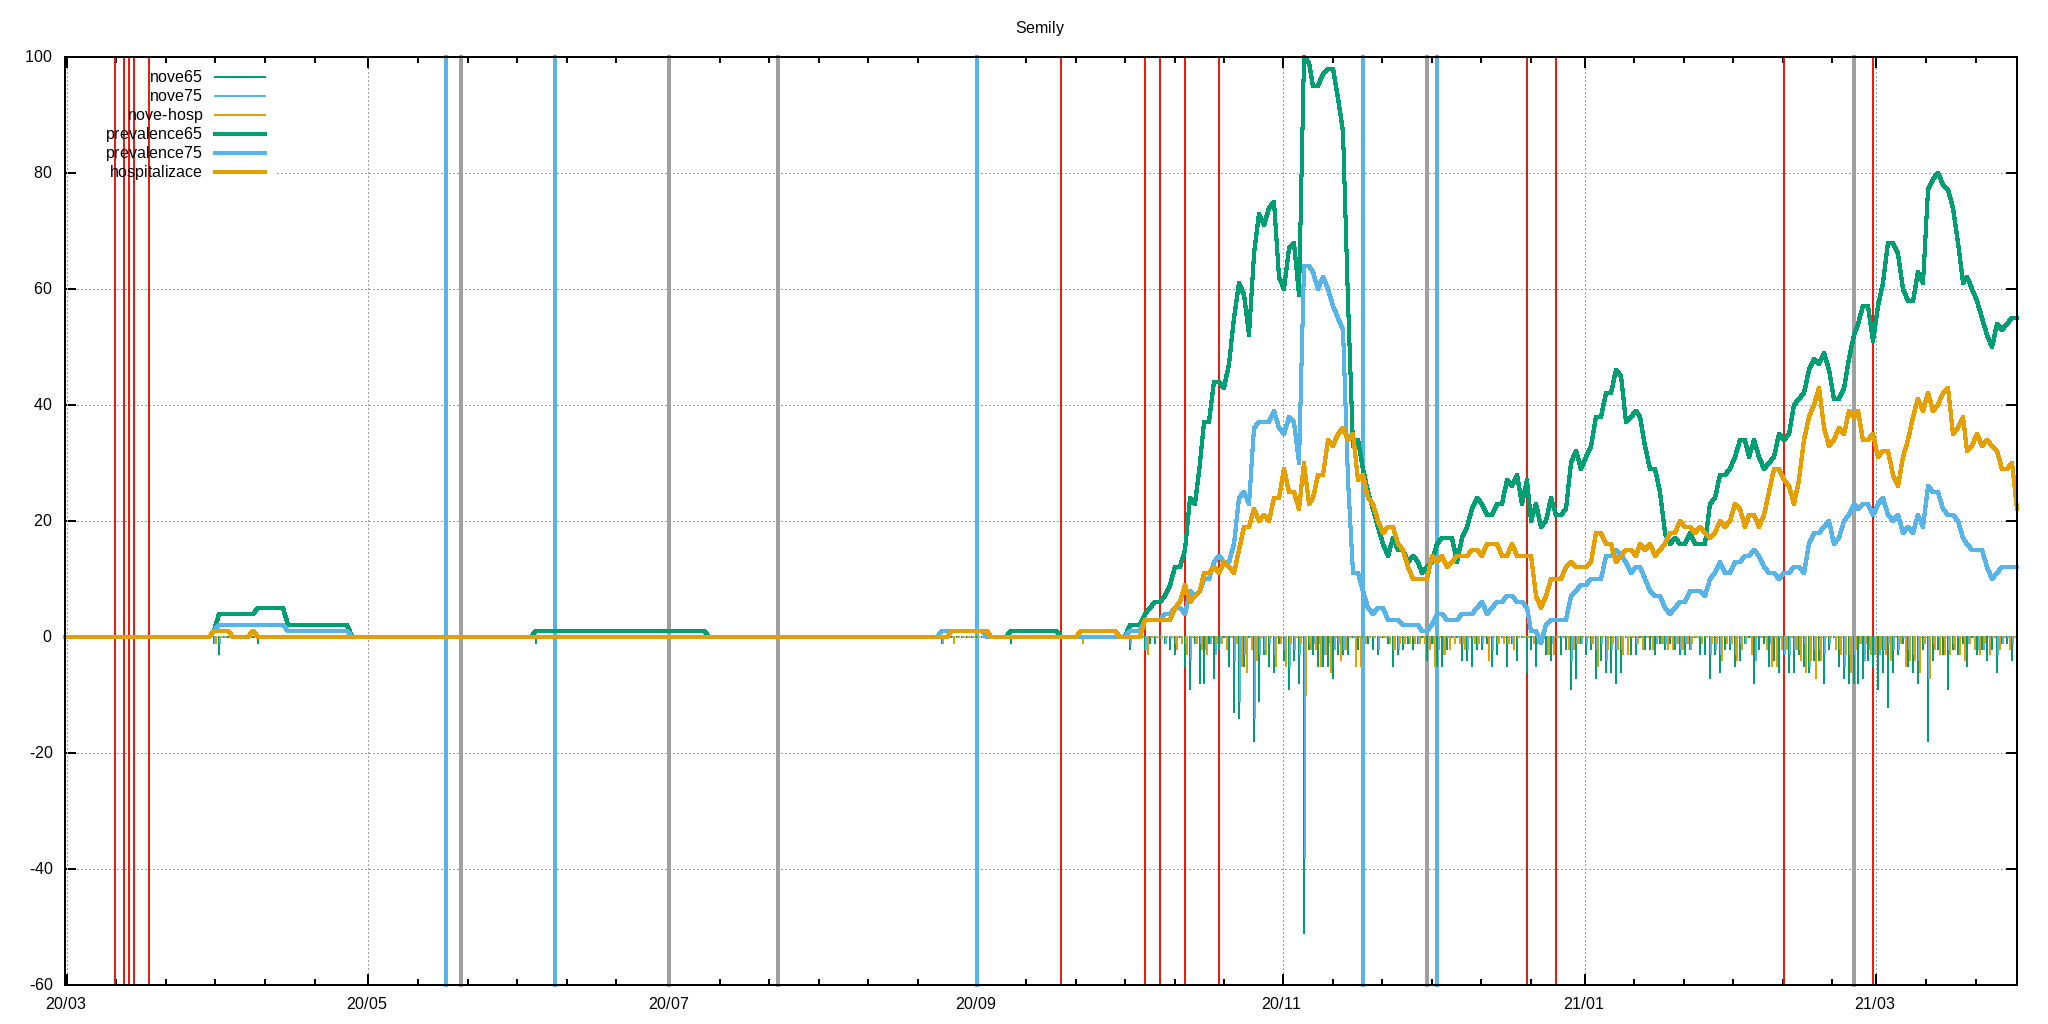 Semily
100
80
60
40
20
0
-20
-40
-60
nove65
nove75
nove-hosp
prevalence65
prevalence75
hospitalizace
20/03 20/05 20/07 20/09 20/11 21/01 21/03